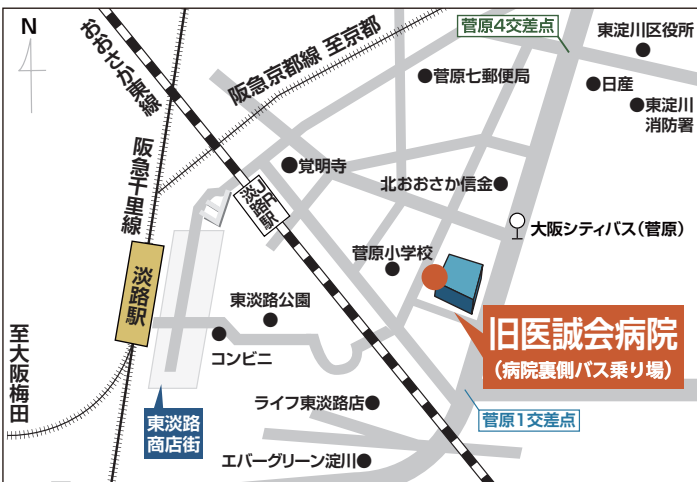 N
おおさか東線
阪急京都線 至京都
菅原4交差点
東淀川区役所
菅原七郵便局
日産
東淀川
消防署
阪急千里線
覚明寺
北おおさか信金
JR
淡路駅
大阪シティバス(菅原)
菅原小学校
淡路駅
東淀路公園
コンビニ
旧医誠会病院
(病院裏側バス乗り場)
至大阪梅田
東淡路
商店街
ライフ東淡路店
菅原1交差点
エバーグリーン淀川